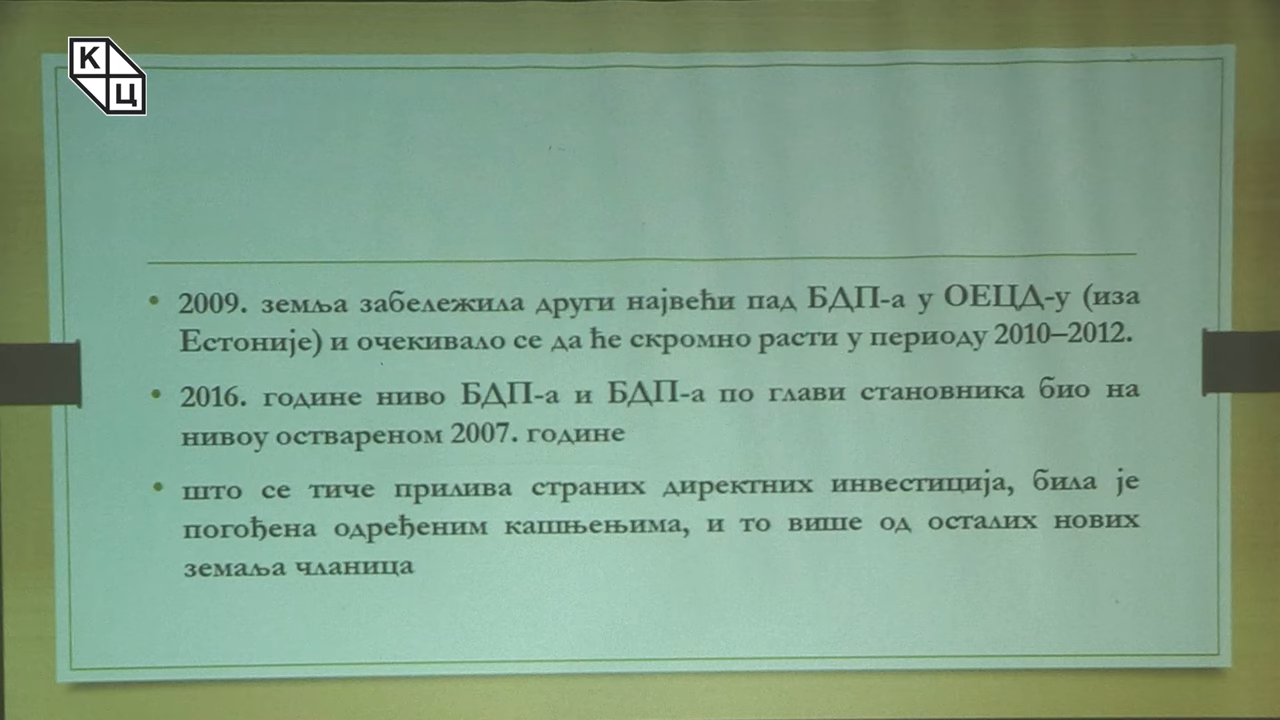 К
Ц
• 2009. земља забележила други највећи пад БДП-а у ОЕЦД-у (иза
Естоније) и очекивало се да ће скромно расти у периоду 2010–2012.
• 2016. године ниво БДП-а и БДП-а по глави становника био на
нивоу оствареном 2007. године
• што се тиче прилива страних директних инвестиција, била је
погођена одређеним кашњењима, и то више од осталих нових
земаља чланица